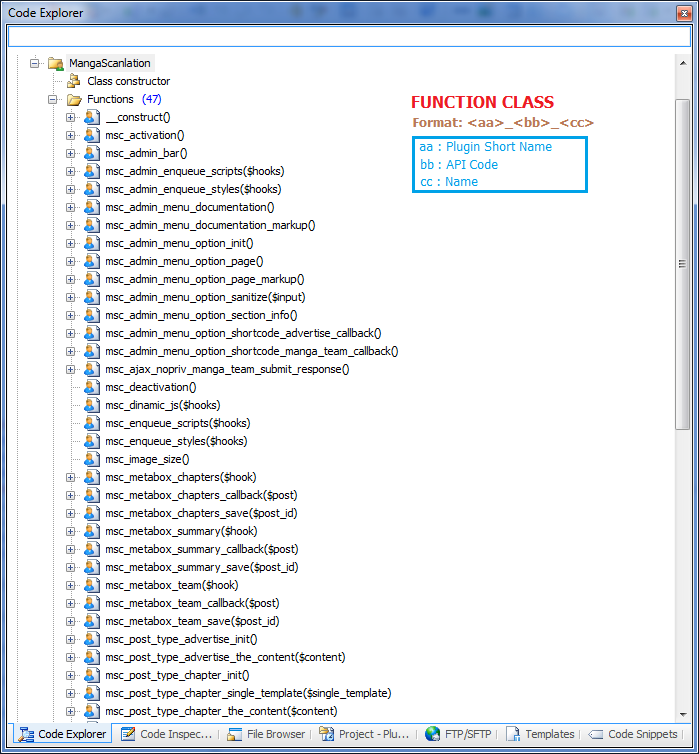 Code Explorer
MangaScanlation
Class constructor
Functions (47)
__construct()
msc_activation()
msc_admin_bar()
msc_admin_enqueue_scripts($hooks)
msc_admin_enqueue_styles($hooks)
msc_admin_menu_documentation()
msc_admin_menu_documentation_markup()
msc_admin_menu_option_init()
msc_admin_menu_option_page()
msc_admin_menu_option_page_markup()
msc_admin_menu_option_sanitize($input)
msc_admin_menu_option_section_info()
msc_admin_menu_option_shortcode_advertise_callback()
msc_admin_menu_option_shortcode_manga_team_callback()
msc_ajax_nopriv_manga_team_submit_response()
msc_deactivation()
msc_dinamic_js($hooks)
msc_enqueue_scripts($hooks)
msc_enqueue_styles($hooks)
msc_image_size()
msc_metabox_chapters($hook)
msc_metabox_chapters_callback($post)
msc_metabox_chapters_save($post_id)
msc_metabox_summary($hook)
msc_metabox_summary_callback($post)
msc_metabox_summary_save($post_id)
msc_metabox_team($hook)
msc_metabox_team_callback($post)
msc_metabox_team_save($post_id)
msc_post_type_advertise_init()
msc_post_type_advertise_the_content($content)
msc_post_type_chapter_init()
msc_post_type_chapter_single_template($single_template)
msc_post_type_chapter_the_content($content)
FUNCTION CLASS
Format: <aa>_<bb>_<cc>
aa : Plugin Short Name
bb : API Code
cc : Name
Code Explorer Code Inspec... File Browser Project - Plu... FTP/SFTP Templates Code Snippets